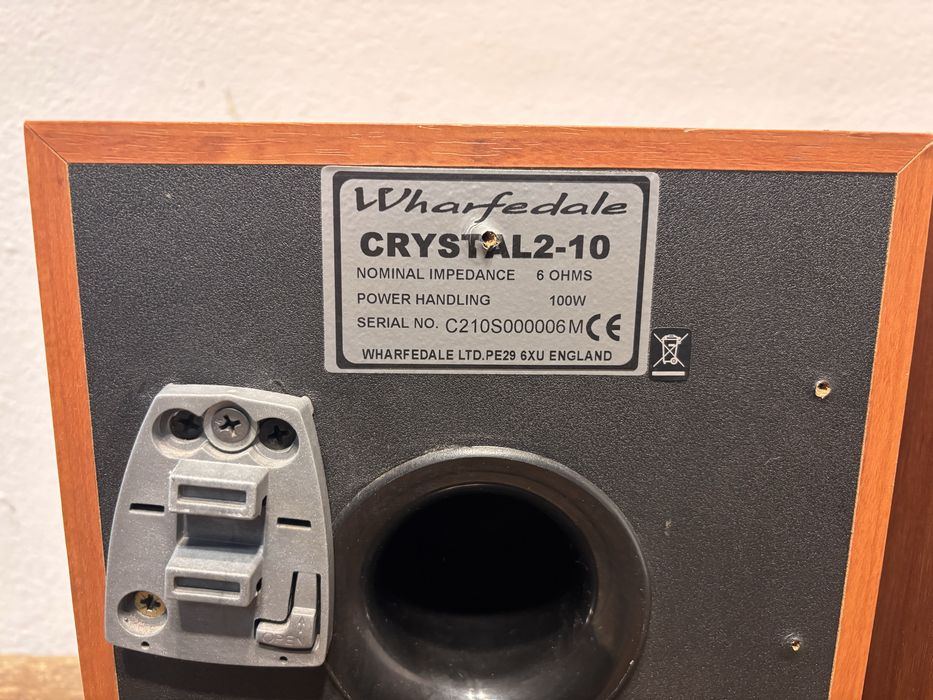 Wharfedale
CRYSTAL2-10
NOMINAL IMPEDANCE 6 OHMS
POWER HANDLING 100W
SERIAL NO. C210S000006M CE
WHARFEDALE LTD.PE29 6XU ENGLAND
OPEN